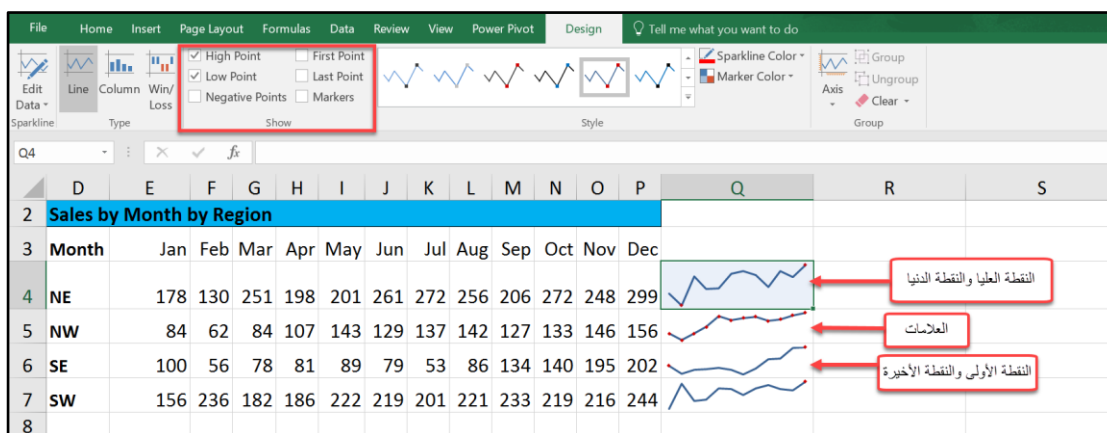 File Home Insert Page Layout Formulas Data Review View Power Pivot Design Tell me what you want to do
Edit Data
Sparkline
Line Column Win/Loss
Type
High Point First Point
Low Point Last Point
Negative Points Markers
Show
Style
Sparkline Color
Marker Color
Axis
Group
Ungroup
Clear
Group
Q4 fx
D E F G H I J K L M N O P Q R S
2 Sales by Month by Region
3 Month Jan Feb Mar Apr May Jun Jul Aug Sep Oct Nov Dec
4 NE 178 130 251 198 201 261 272 256 206 272 248 299
النقطة العليا والنقطة الدنيا
5 NW 84 62 84 107 143 129 137 142 127 133 146 156
العلامات
6 SE 100 56 78 81 89 79 53 86 134 140 195 202
النقطة الأولى والنقطة الأخيرة
7 SW 156 236 182 186 222 219 201 221 233 219 216 244
8